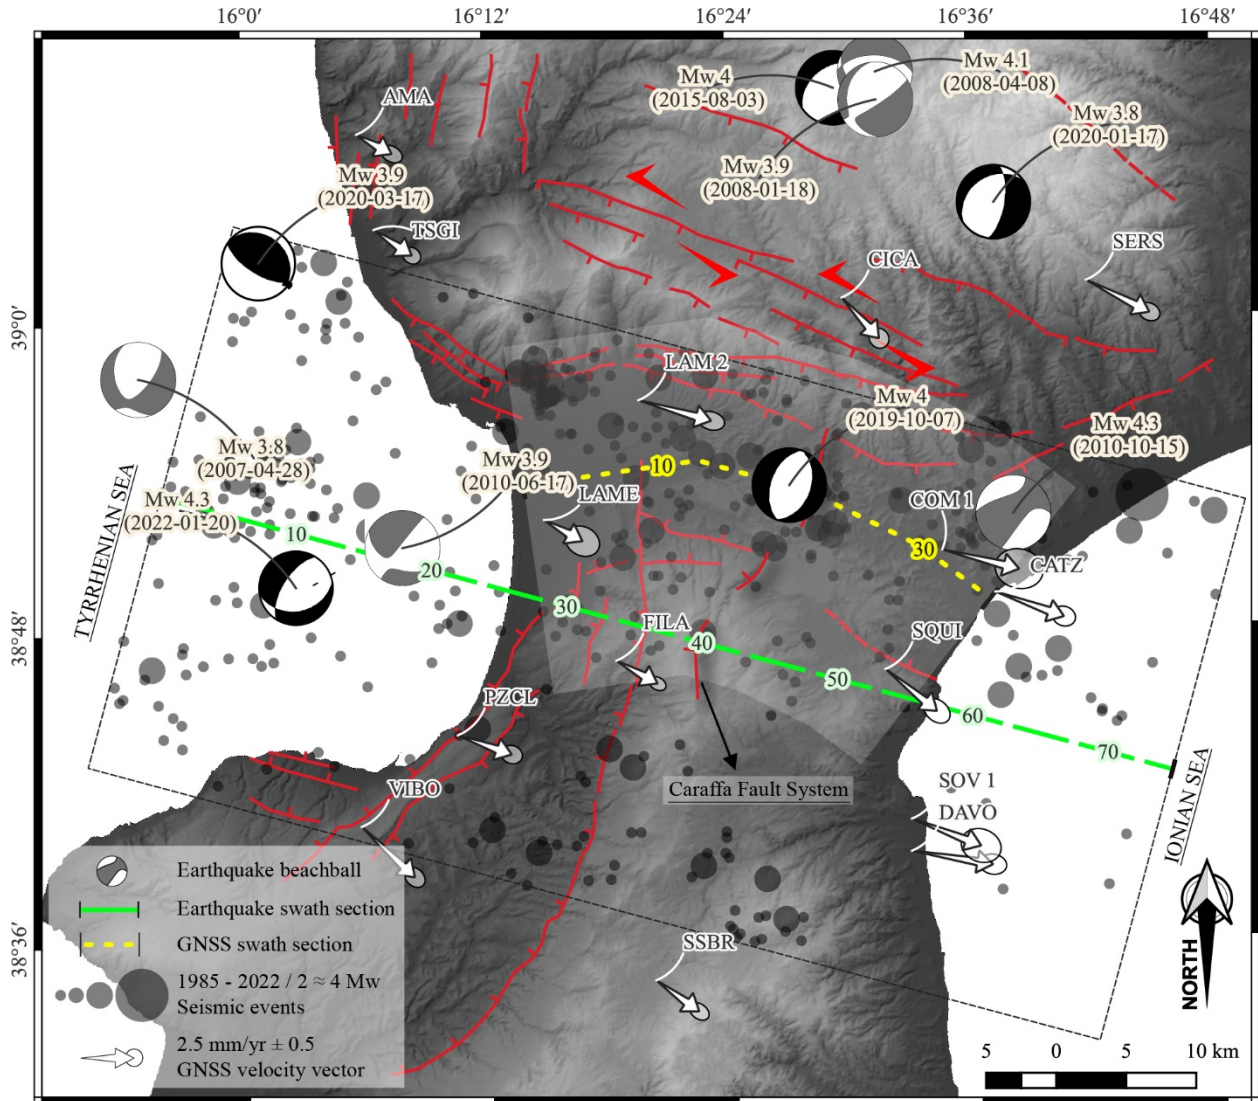 16°0′ 16°12′ 16°24′ 16°36′ 16°48′
39°0′
38°48′
38°36′
AMA
Mw 4
(2015-08-03)
Mw 4.1
(2008-04-08)
Mw 3.8
(2020-01-17)
Mw 3.9
(2020-03-17)
Mw 3.9
(2008-01-18)
TSGI
CICA
SERS
LAM 2
Mw 4
(2019-10-07)
Mw 4.3
(2010-10-15)
Mw 3.8
(2007-04-28)
Mw 3.9
(2010-06-17)
Mw 4.3
(2022-01-20)
10
30
LAME
COM 1
CATZ
TYRRHENIAN SEA
10
20
30
40
50
60
70
FILA
SQUI
PZCL
VIBO
Caraffa Fault System
SOV 1
DAVO
IONIAN SEA
SSBR
Earthquake beachball
Earthquake swath section
GNSS swath section
1985 - 2022 / 2 ≈ 4 Mw
Seismic events
2.5 mm/yr ± 0.5
GNSS velocity vector
NORTH
5 0 5 10 km